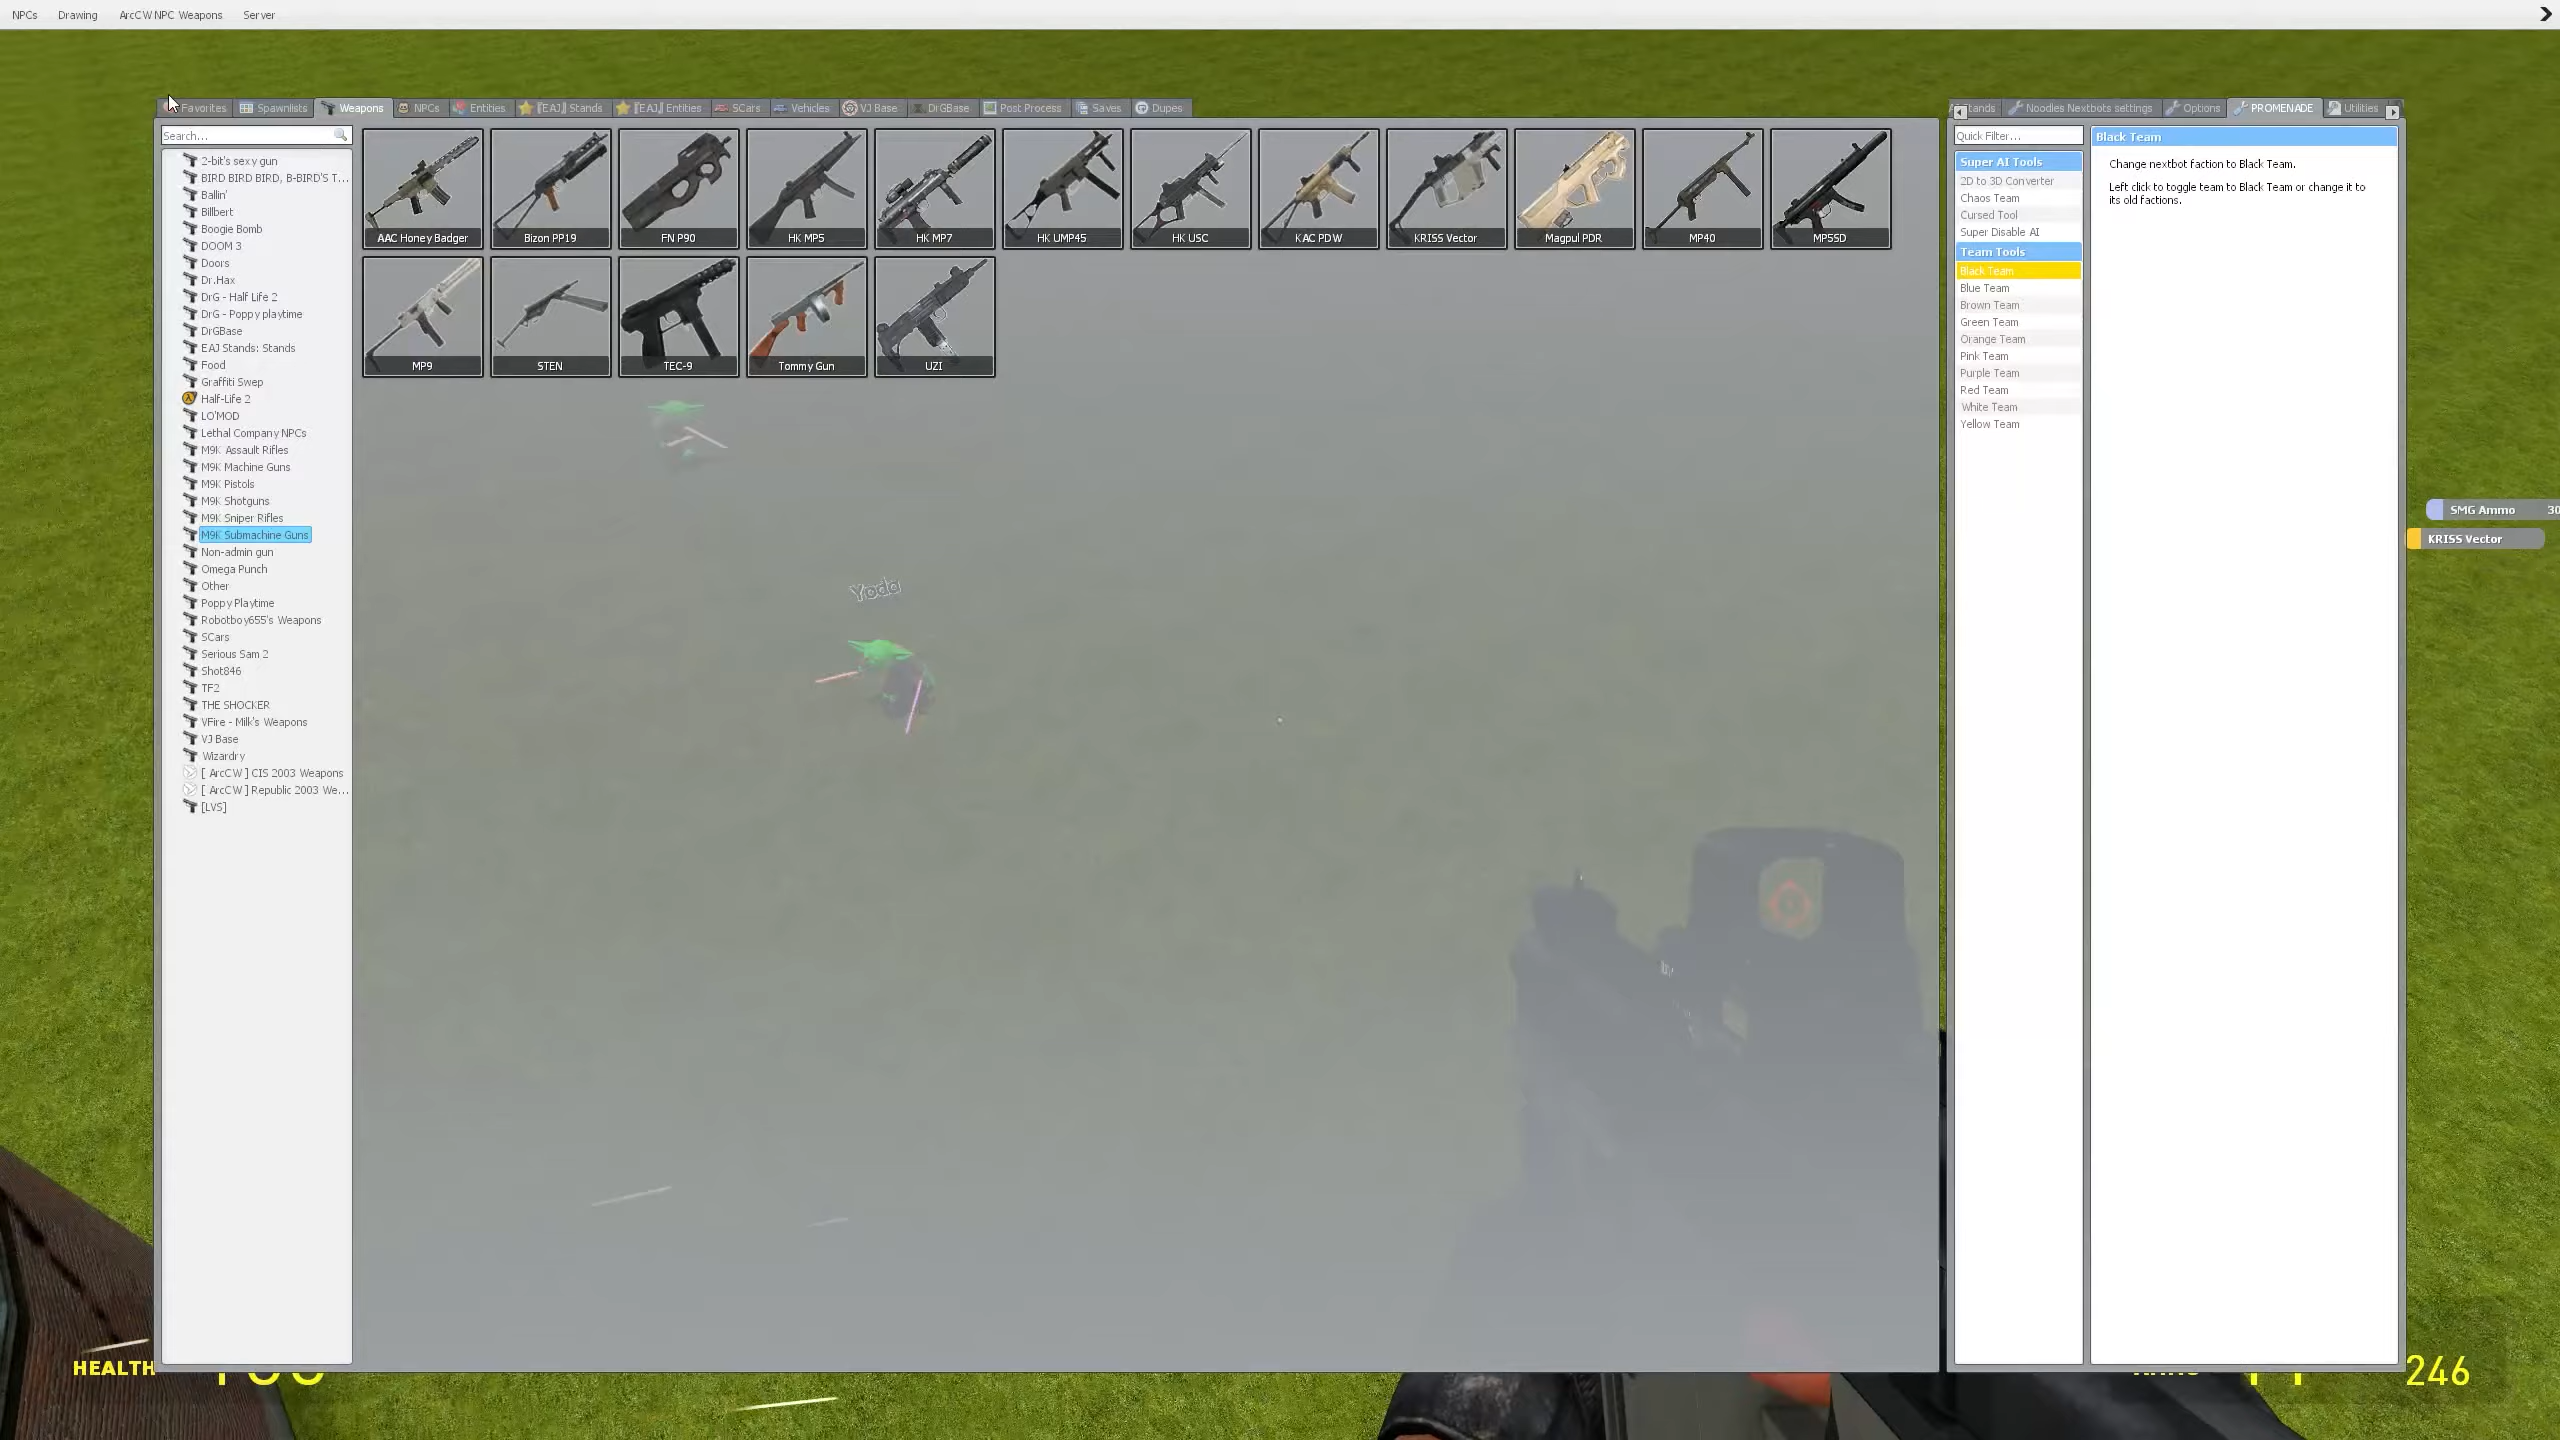 NPCs Drawing ArcCW NPC Weapons Server
Favorites Spawnlists Weapons NPCs Entities [EAJ] Stands [EAJ] Entities SCars Vehicles VJ Base DrGBase Post Process Saves Dupes
Stands Noodles Nextbots settings Options PROMENADE Utilities
Search...
2-bit's sexy gun
BIRD BIRD BIRD, B-BIRD'S T...
Ballin'
Billbert
Boogie Bomb
DOOM 3
Doors
Dr.Hax
DrG - Half Life 2
DrG - Poppy playtime
DrGBase
EAJ Stands: Stands
Food
Graffiti Swep
Half-Life 2
LO'MOD
Lethal Company NPCs
M9K Assault Rifles
M9K Machine Guns
M9K Pistols
M9K Shotguns
M9K Sniper Rifles
M9K Submachine Guns
Non-admin gun
Omega Punch
Other
Poppy Playtime
Robotboy655's Weapons
SCars
Serious Sam 2
Shot846
TF2
THE SHOCKER
VFire - Milk's Weapons
VJ Base
Wizardry
[ ArcCW ] CIS 2003 Weapons
[ ArcCW ] Republic 2003 We...
[LVS]
AAC Honey Badger Bizon PP19 FN P90 HK MP5 HK MP7 HK UMP45 HK USC KAC PDW KRISS Vector Magpul PDR MP40 MP5SD
MP9 STEN TEC-9 Tommy Gun UZI
Yoda
Quick Filter...
Super AI Tools
2D to 3D Converter
Chaos Team
Cursed Tool
Super Disable AI
Team Tools
Black Team
Blue Team
Brown Team
Green Team
Orange Team
Pink Team
Purple Team
Red Team
White Team
Yellow Team
Black Team
Change nextbot faction to Black Team.
Left click to toggle team to Black Team or change it to
its old factions.
SMG Ammo 30
KRISS Vector
HEALTH
246